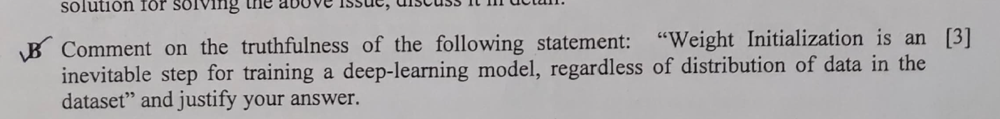 solution for solving the above issue, discuss it in detail.
B Comment on the truthfulness of the following statement: “Weight Initialization is an [3]
inevitable step for training a deep-learning model, regardless of distribution of data in the
dataset” and justify your answer.